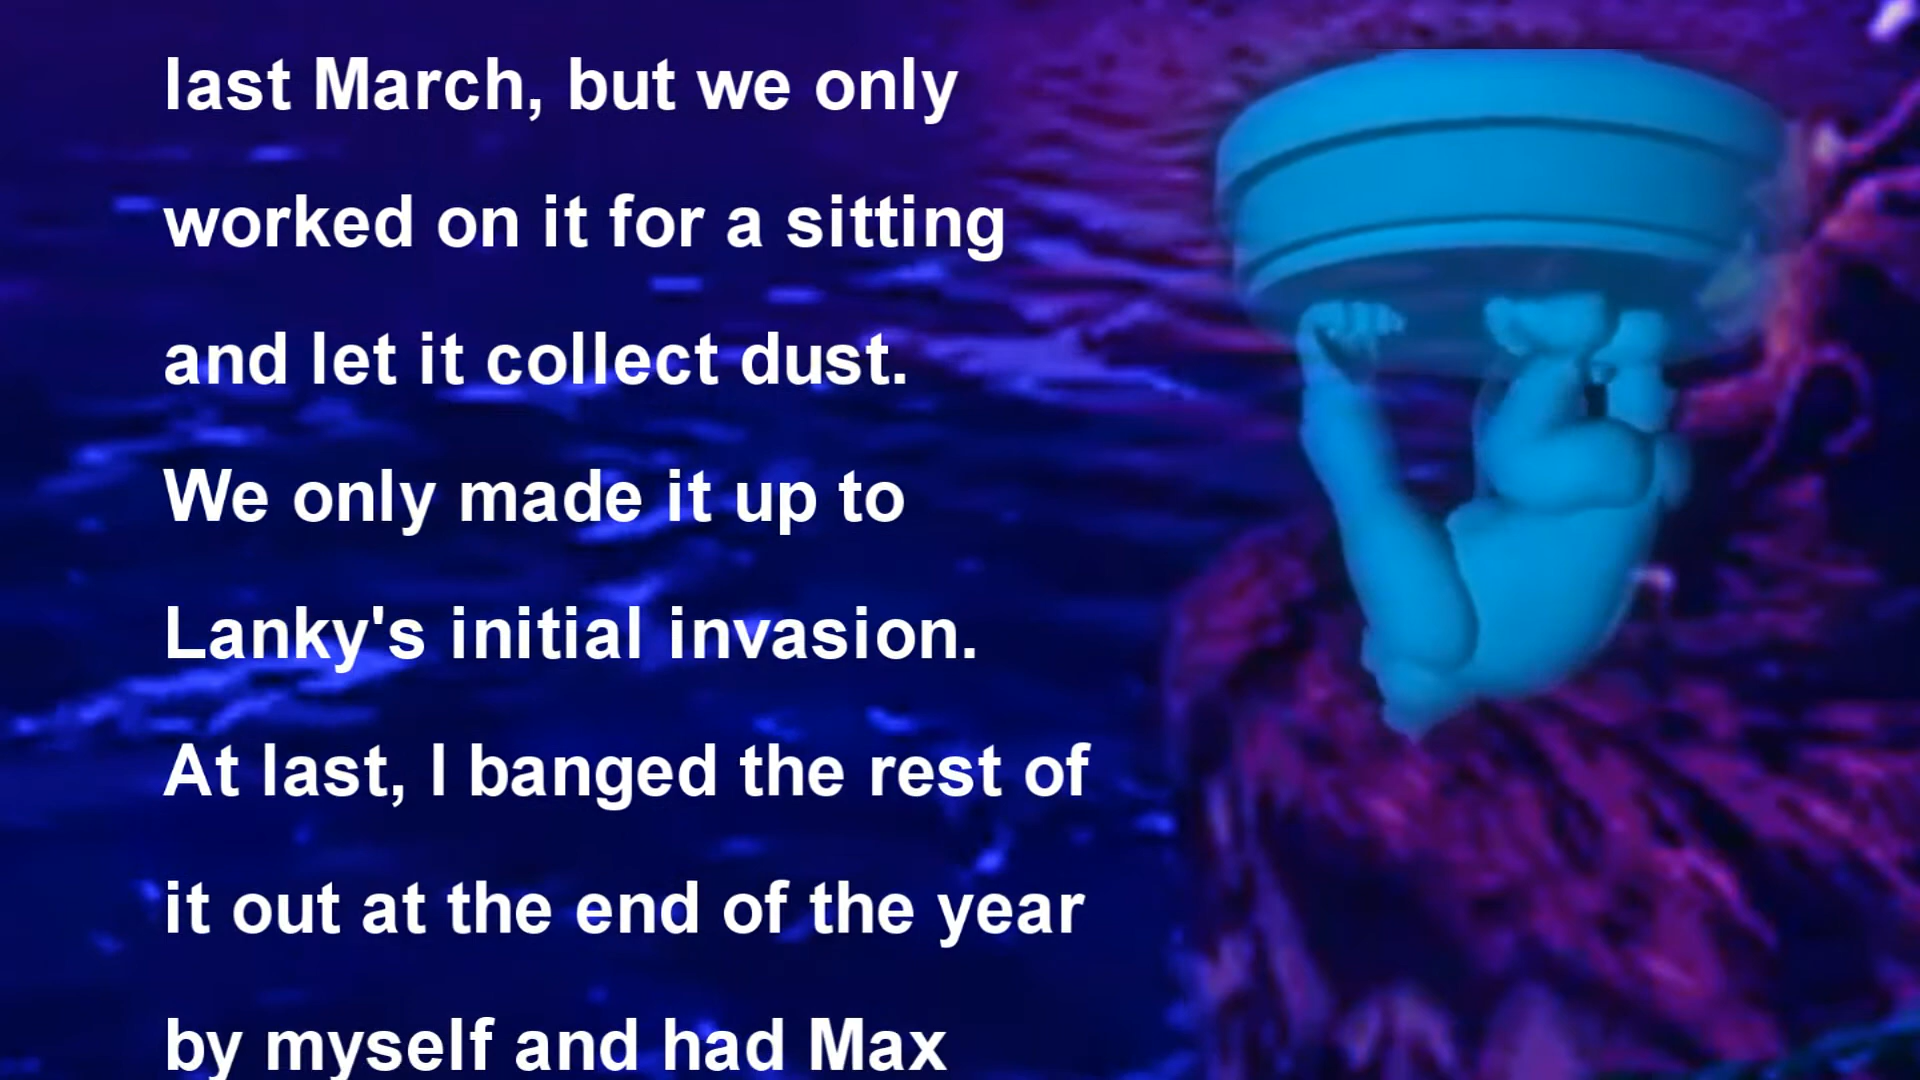 last March, but we only
worked on it for a sitting
and let it collect dust.
We only made it up to
Lanky's initial invasion.
At last, I banged the rest of
it out at the end of the year
by myself and had Max